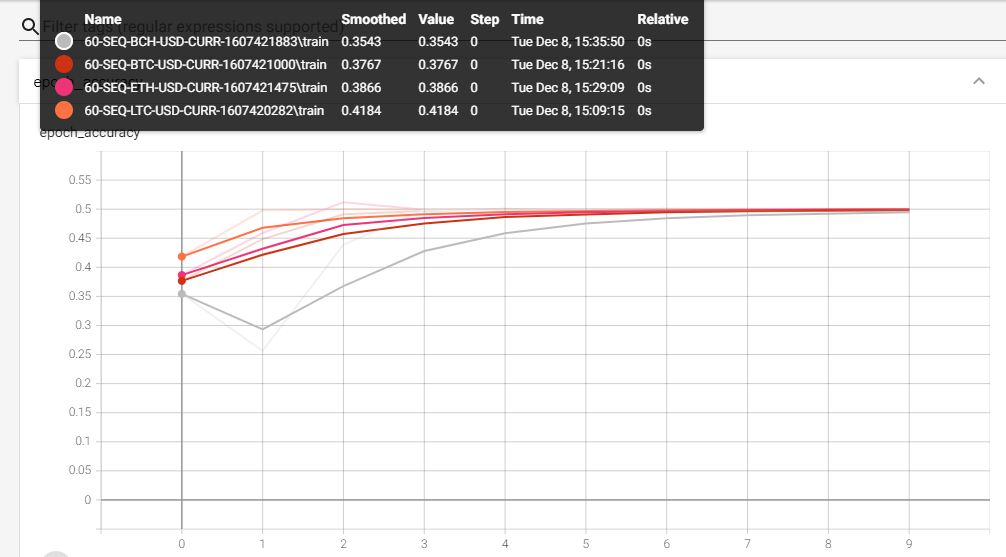 Name Smoothed Value Step Time Relative
Filter tags (regular expressions supported)
60-SEQ-BCH-USD-CURR-1607421883\train 0.3543 0.3543 0 Tue Dec 8, 15:35:50 0s
60-SEQ-BTC-USD-CURR-1607421000\train 0.3767 0.3767 0 Tue Dec 8, 15:21:16 0s
epoch_accuracy
60-SEQ-ETH-USD-CURR-1607421475\train 0.3866 0.3866 0 Tue Dec 8, 15:29:09 0s
60-SEQ-LTC-USD-CURR-1607420282\train 0.4184 0.4184 0 Tue Dec 8, 15:09:15 0s
epoch_accuracy
0.55
0.5
0.45
0.4
0.35
0.3
0.25
0.2
0.15
0.1
0.05
0
0 1 2 3 4 5 6 7 8 9